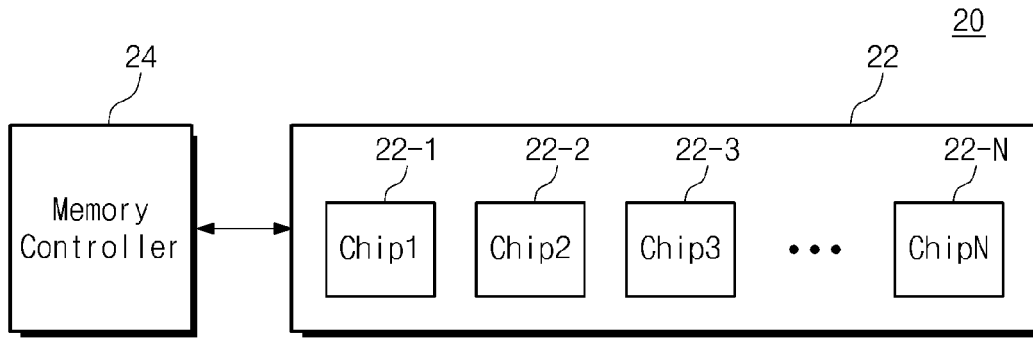 20
24
22
22-1 22-2 22-3 22-N
Memory
Controller
Chip1 Chip2 Chip3 ••• ChipN